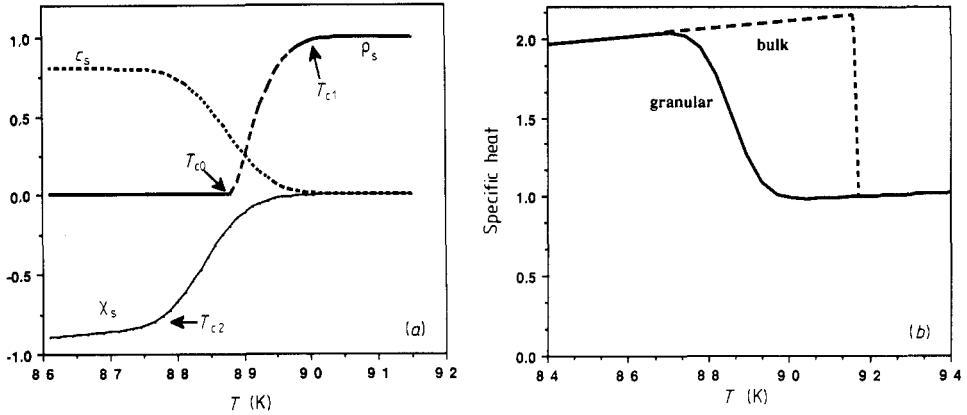 1.0
0.5
0.0
-0.5
-1.0
86 87 88 89 90 91 92
T (K)
c_s
ρ_s
T_c1
T_c0
χ_s
T_c2
(a)
Specific heat
2.0
1.5
1.0
0.5
0.0
84 86 88 90 92 94
T (K)
bulk
granular
(b)